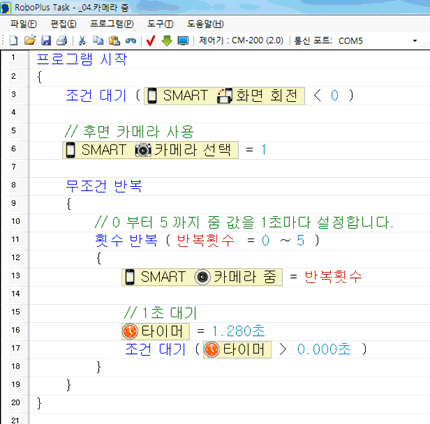 RoboPlus Task - _04.카메라 줌
파일(F) 편집(E) 프로그램(P) 도구(T) 도움말(H)
제어기 : CM-200 (2.0) 통신 포트: COM5
1 프로그램 시작
2 {
3 조건 대기 ( SMART 화면 회전 < 0 )
4
5 // 후면 카메라 사용
6 SMART 카메라 선택 = 1
7
8 무조건 반복
9 {
10 // 0 부터 5 까지 줌 값을 1초마다 설정합니다.
11 횟수 반복 ( 반복횟수 = 0 ~ 5 )
12 {
13 SMART 카메라 줌 = 반복횟수
14
15 // 1초 대기
16 타이머 = 1.280초
17 조건 대기 ( 타이머 > 0.000초 )
18 }
19 }
20 }
21